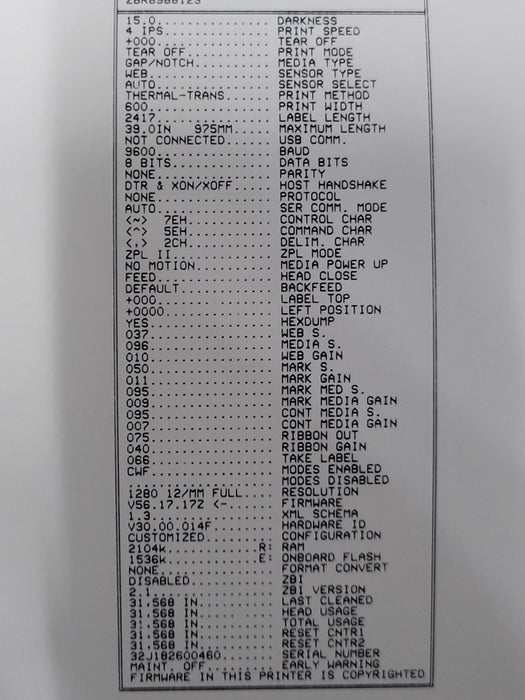 15.0.............. DARKNESS
4 IPS............. PRINT SPEED
+000.............. TEAR OFF
TEAR OFF.......... PRINT MODE
GAP/NOTCH......... MEDIA TYPE
WEB............... SENSOR TYPE
AUTO.............. SENSOR SELECT
THERMAL-TRANS..... PRINT METHOD
600............... PRINT WIDTH
2417.............. LABEL LENGTH
39.0IN 975MM...... MAXIMUM LENGTH
NOT CONNECTED..... USB COMM.
9600.............. BAUD
8 BITS............ DATA BITS
NONE.............. PARITY
DTR & XON/XOFF.... HOST HANDSHAKE
NONE.............. PROTOCOL
AUTO.............. SER COMM. MODE
<~> 7EH........... CONTROL CHAR
<^> 5EH........... COMMAND CHAR
<,> 2CH........... DELIM. CHAR
ZPL II............ ZPL MODE
NO MOTION......... MEDIA POWER UP
FEED.............. HEAD CLOSE
DEFAULT........... BACKFEED
+000.............. LABEL TOP
+0000............. LEFT POSITION
YES............... HEXDUMP
037............... WEB S.
096............... MEDIA S.
010............... WEB GAIN
050............... MARK S.
011............... MARK GAIN
095............... MARK MED S.
009............... MARK MEDIA GAIN
095............... CONT MEDIA S.
007............... CONT MEDIA GAIN
075............... RIBBON OUT
040............... RIBBON GAIN
066............... TAKE LABEL
CWF............... MODES ENABLED
.................. MODES DISABLED
1280 12/MM FULL... RESOLUTION
V56.17.17Z <-..... FIRMWARE
1.3............... XML SCHEMA
V30.00.014F....... HARDWARE ID
CUSTOMIZED........ CONFIGURATION
2104k...........R: RAM
1536k...........E: ONBOARD FLASH
NONE.............. FORMAT CONVERT
DISABLED.......... ZBI
2.1............... ZBI VERSION
31,568 IN......... LAST CLEANED
31,568 IN......... HEAD USAGE
31,568 IN......... TOTAL USAGE
31,568 IN......... RESET CNTR1
31,568 IN......... RESET CNTR2
32J182600460...... SERIAL NUMBER
MAINT. OFF........ EARLY WARNING
FIRMWARE IN THIS PRINTER IS COPYRIGHTED